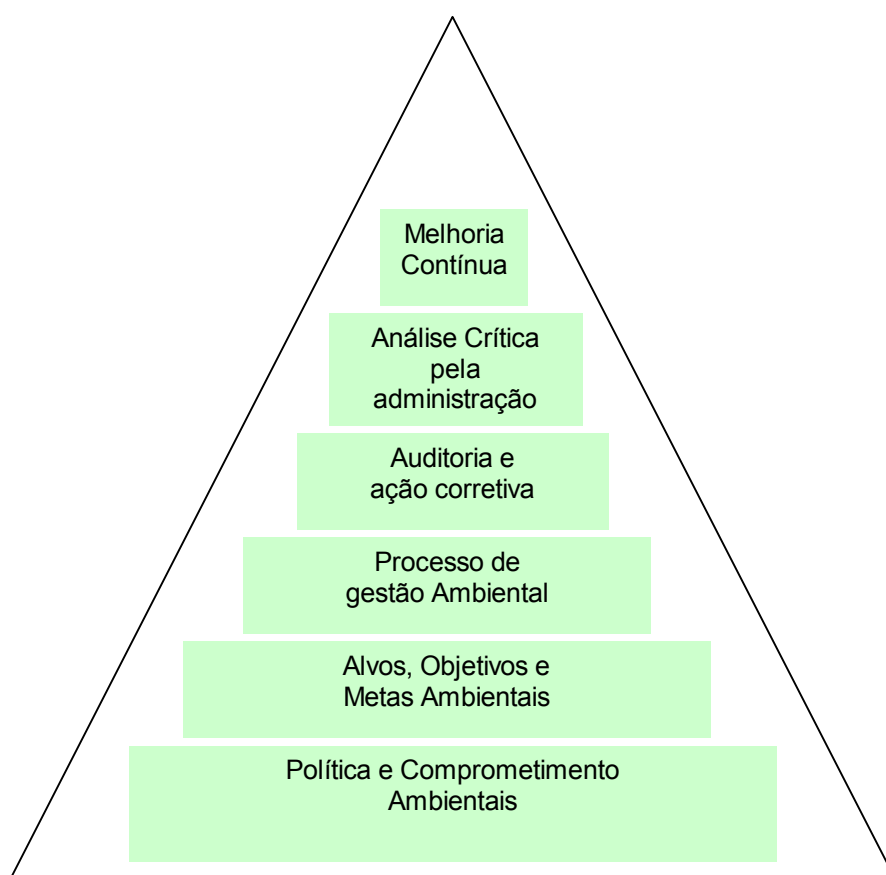 Melhoria
Contínua
Análise Crítica
pela
administração
Auditoria e
ação corretiva
Processo de
gestão Ambiental
Alvos, Objetivos e
Metas Ambientais
Política e Comprometimento
Ambientais